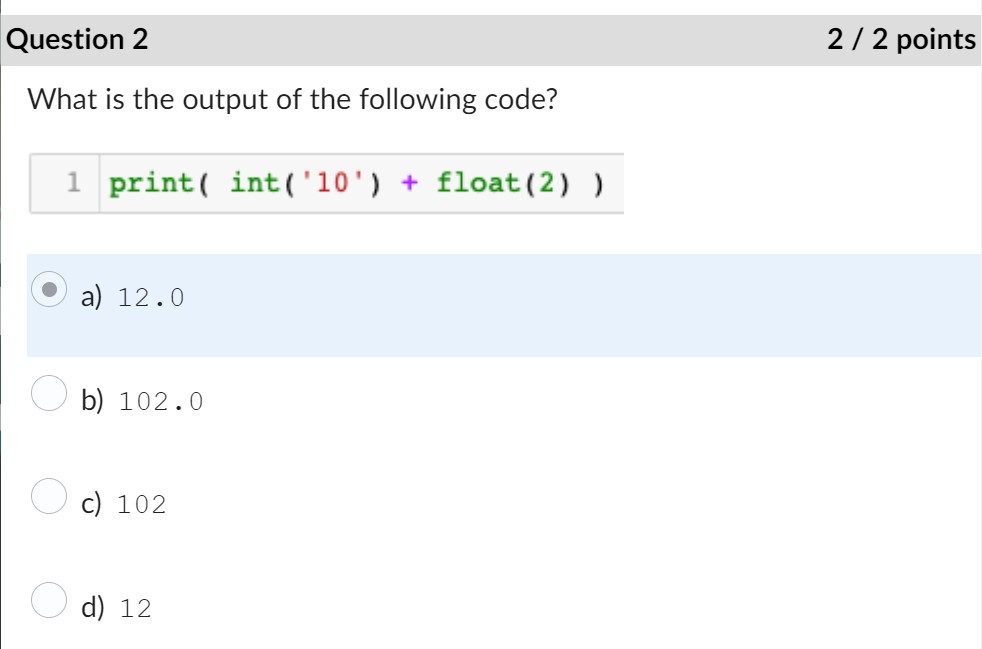 Question 2 2 / 2 points
What is the output of the following code?
1 print( int('10') + float(2) )
a) 12.0
b) 102.0
c) 102
d) 12